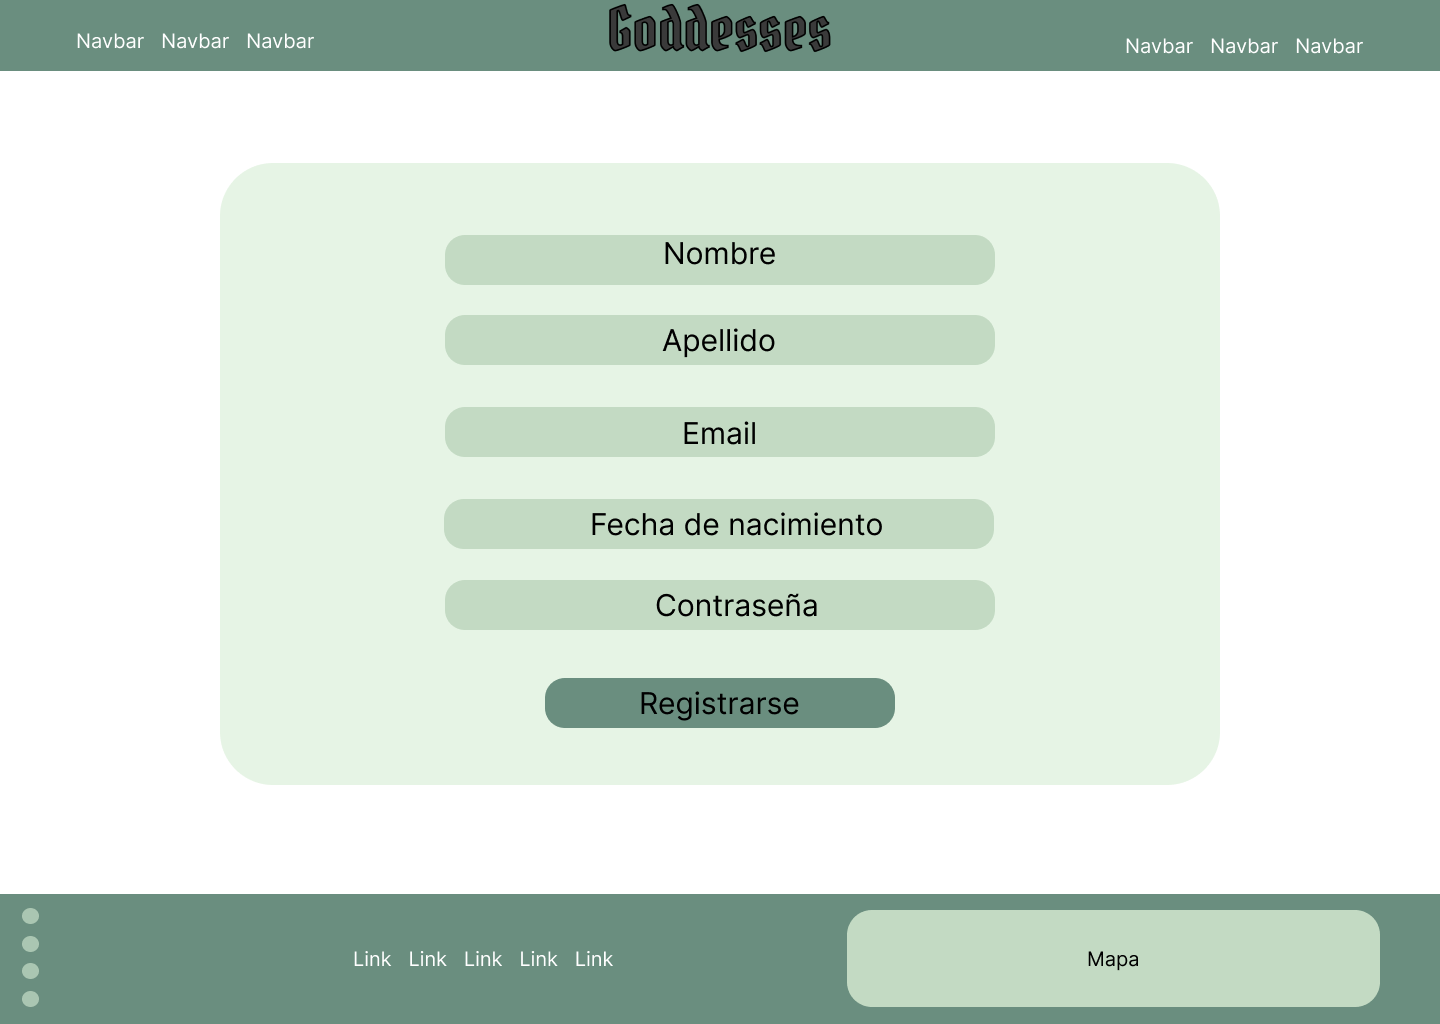 Navbar Navbar Navbar
Goddesses
Navbar Navbar Navbar
Nombre
Apellido
Email
Fecha de nacimiento
Contraseña
Registrarse
Link Link Link Link Link
Mapa